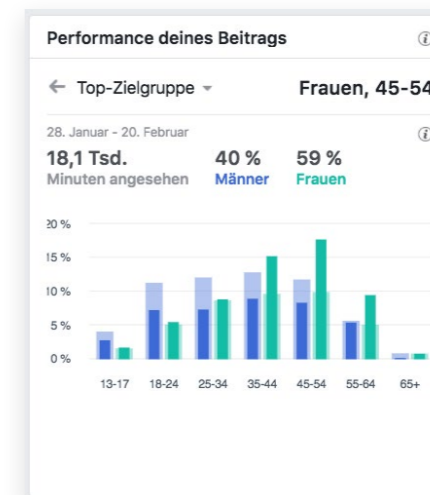 Performance deines Beitrags
Top-Zielgruppe Frauen, 45-54
28. Januar - 20. Februar
18,1 Tsd. 40 % 59 %
Minuten angesehen Männer Frauen
20 %
15 %
10 %
5 %
0 %
13-17 18-24 25-34 35-44 45-54 55-64 65+